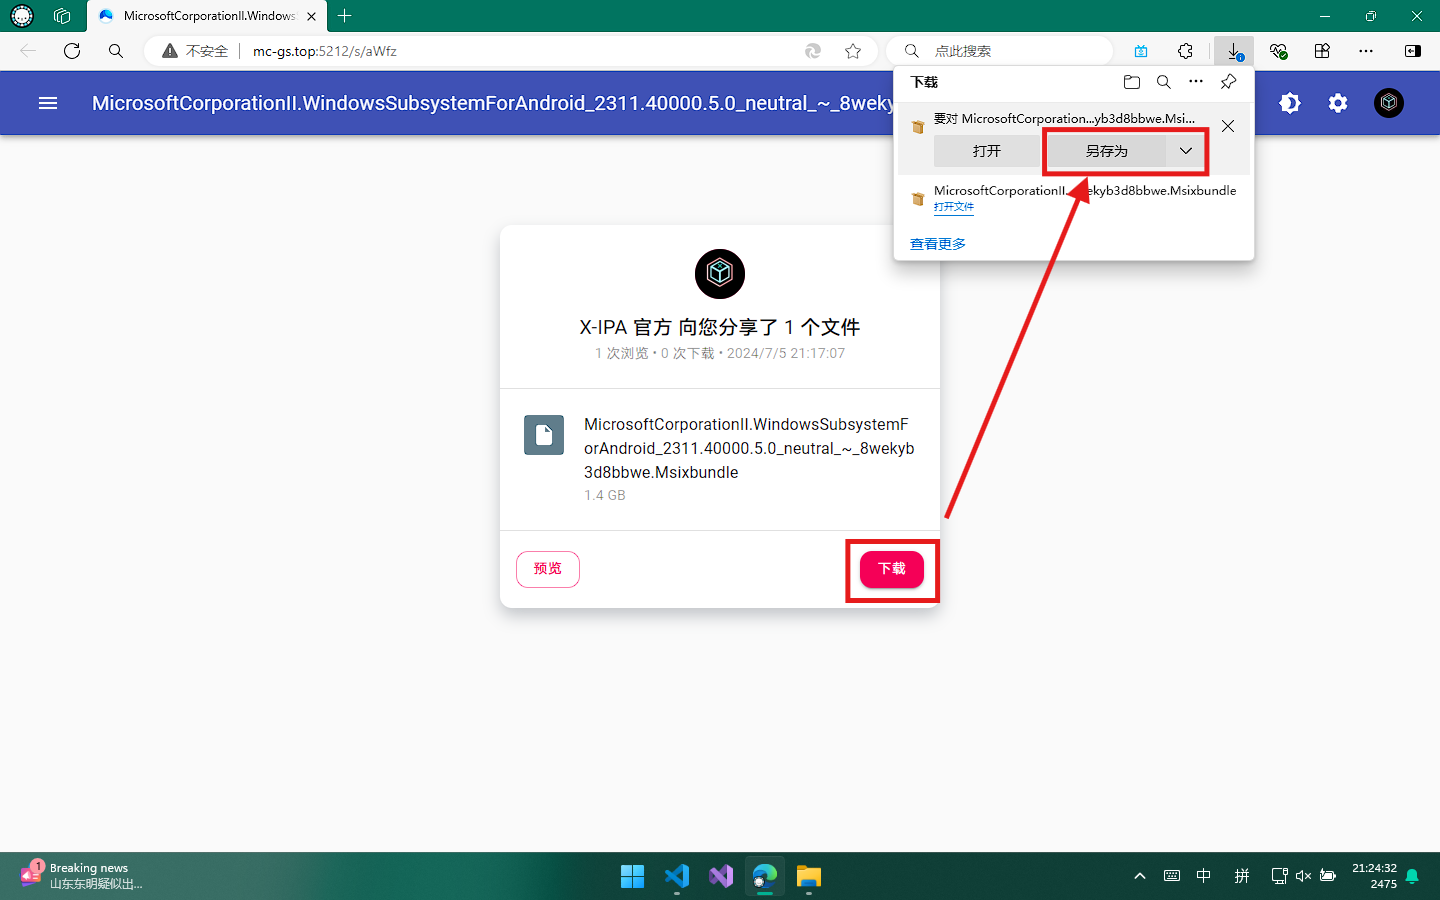 MicrosoftCorporationII.Windows
不安全
mc-gs.top:5212/s/aWfz
点此搜索
MicrosoftCorporationII.WindowsSubsystemForAndroid_2311.40000.5.0_neutral_~_8weky
下载
要对 MicrosoftCorporation...yb3d8bbwe.Msi...
打开
另存为
MicrosoftCorporationII...ekyb3d8bbwe.Msixbundle
打开文件
查看更多
X-IPA 官方 向您分享了 1 个文件
1 次浏览 • 0 次下载 • 2024/7/5 21:17:07
MicrosoftCorporationII.WindowsSubsystemF
orAndroid_2311.40000.5.0_neutral_~_8wekyb
3d8bbwe.Msixbundle
1.4 GB
预览
下载
1
Breaking news
山东东明疑似出...
中
拼
21:24:32
2475